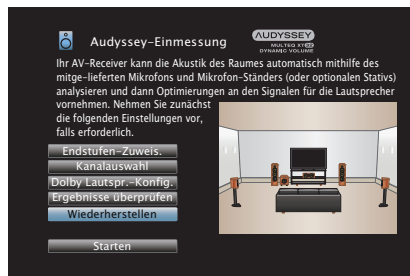 Audyssey-Einmessung
AUDYSSEY
MULTEQ XT32
DYNAMIC VOLUME
Ihr AV-Receiver kann die Akustik des Raumes automatisch mithilfe des
mitge-lieferten Mikrofons und Mikrofon-Ständers (oder optionalen Stativs)
analysieren und dann Optimierungen an den Signalen für die Lautsprecher
vornehmen. Nehmen Sie zunächst
die folgenden Einstellungen vor,
falls erforderlich.
Endstufen-Zuweis.
Kanalauswahl
Dolby Lautspr.-Konfig.
Ergebnisse überprüfen
Wiederherstellen
Starten